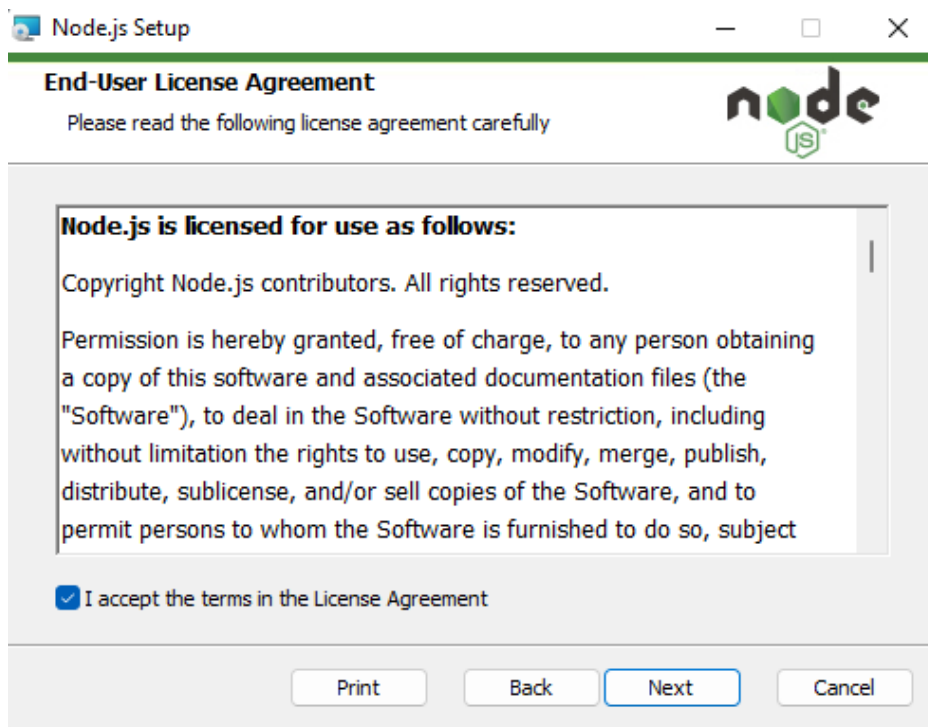 Node.js Setup
End-User License Agreement
Please read the following license agreement carefully
node
JS
Node.js is licensed for use as follows:
Copyright Node.js contributors. All rights reserved.
Permission is hereby granted, free of charge, to any person obtaining
a copy of this software and associated documentation files (the
"Software"), to deal in the Software without restriction, including
without limitation the rights to use, copy, modify, merge, publish,
distribute, sublicense, and/or sell copies of the Software, and to
permit persons to whom the Software is furnished to do so, subject
I accept the terms in the License Agreement
Print
Back
Next
Cancel